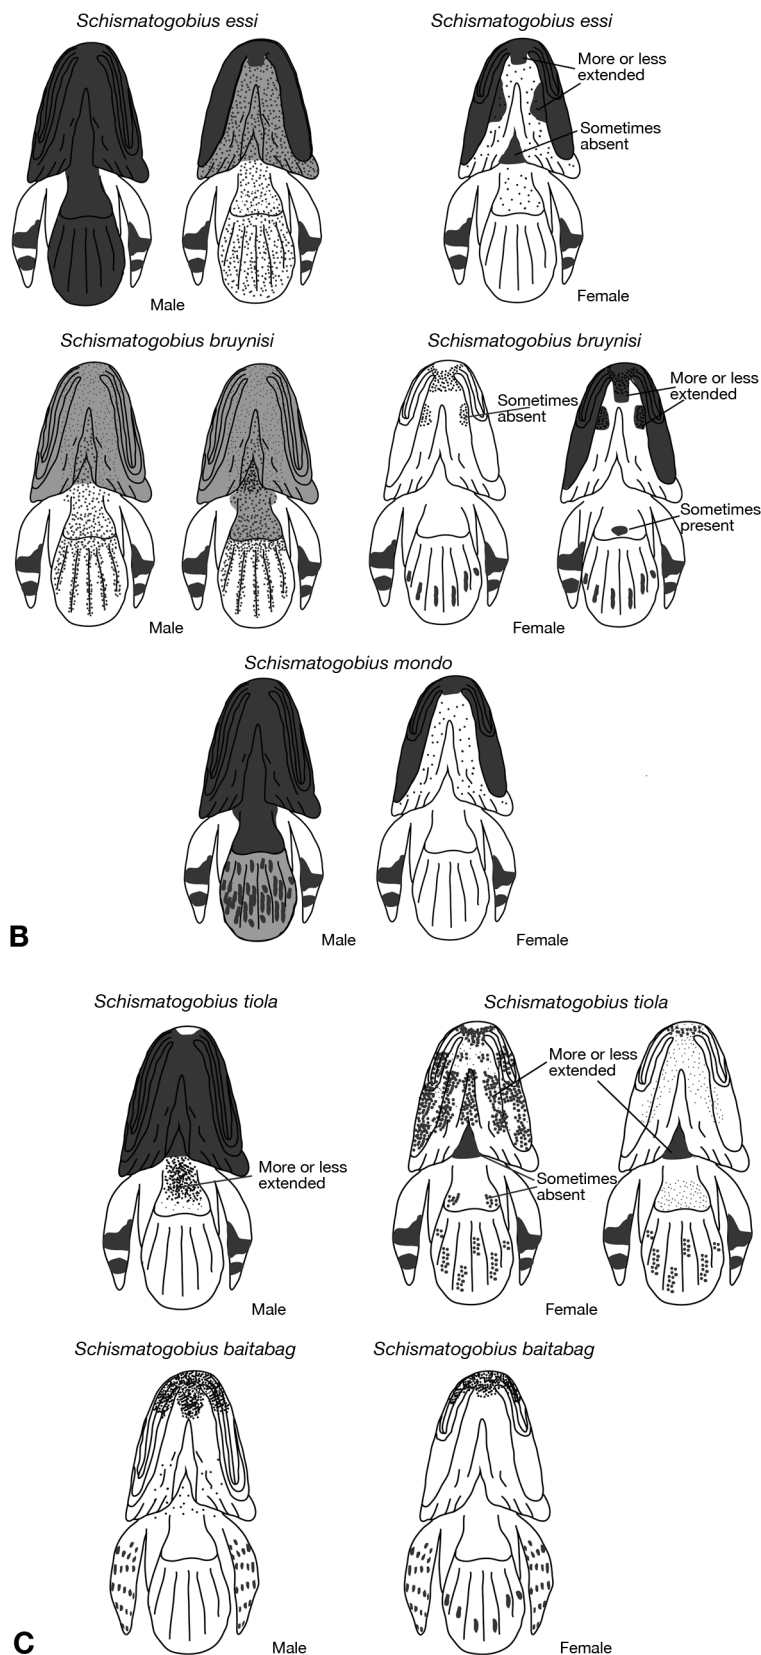 Schismatogobius essi
Schismatogobius essi
More or less
extended
Sometimes
absent
Male
Female
Schismatogobius bruynisi
Schismatogobius bruynisi
Sometimes
absent
More or less
extended
Sometimes
present
Male
Female
Schismatogobius mondo
Male
Female
B
Schismatogobius tiola
Schismatogobius tiola
More or less
extended
More or less
extended
Sometimes
absent
Male
Female
Schismatogobius baitabag
Schismatogobius baitabag
Male
Female
C